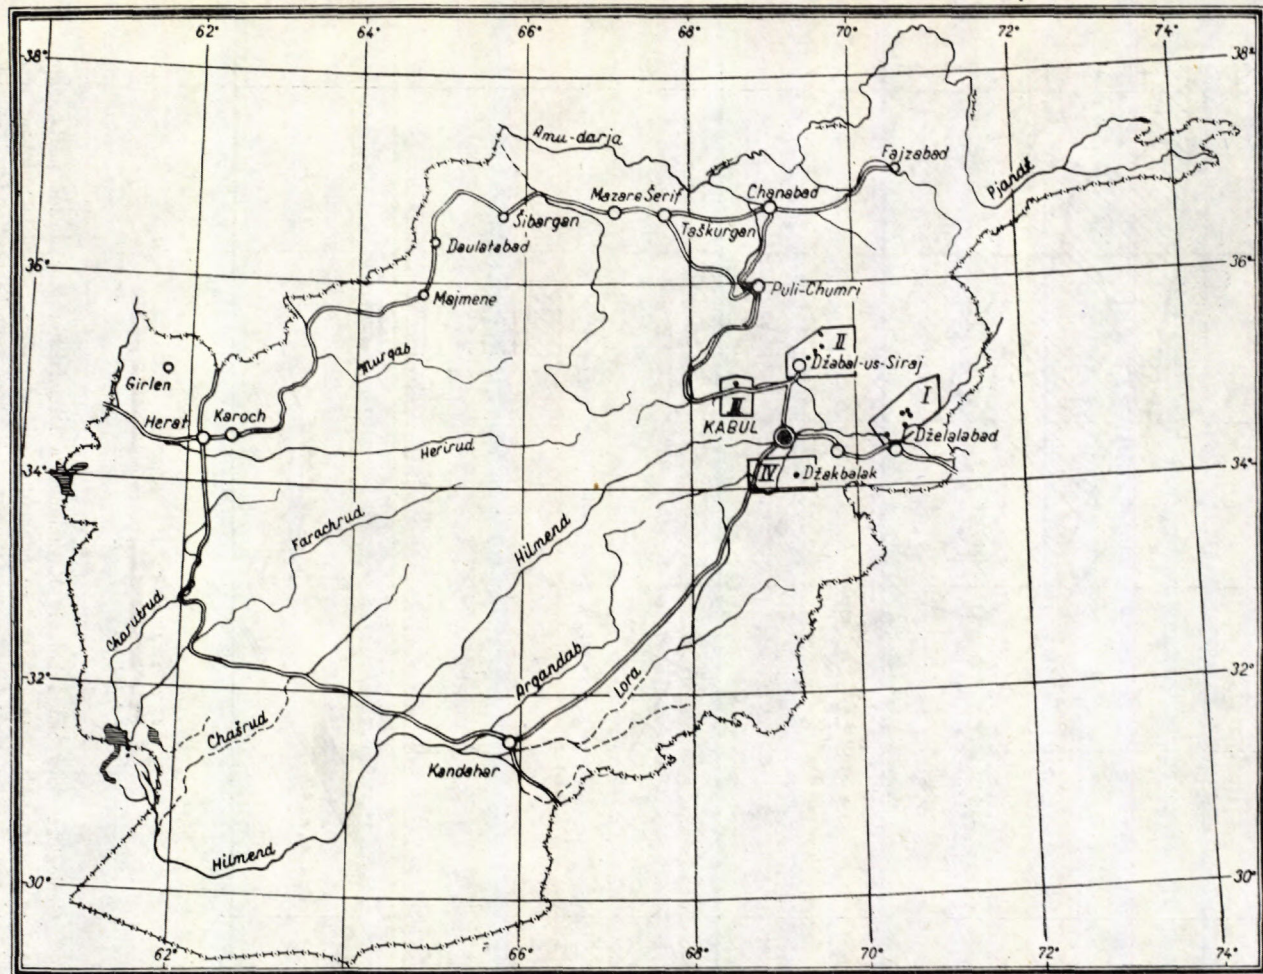 62° 64° 66° 68° 70° 72° 74°
38° 38°
Amu-darja
Fajzabad
Pjandž
Mazare Šerif
Chanabad
Šibargan
Taškurgan
Daulatabad
36° 36°
Majmene
Puli-Chumri
II
Murgab
Džabal-us-Siraj
Girlen
I
III
Herat Karoch
KABUL
Dželalabad
Herirud
34° 34°
IV Džakbalak
Farachrud
Hilmend
Charutrud
Argandab
Lora
32° 32°
Chašrud
Kandahar
Hilmend
30° 30°
62° 64° 66° 68° 70° 72° 74°